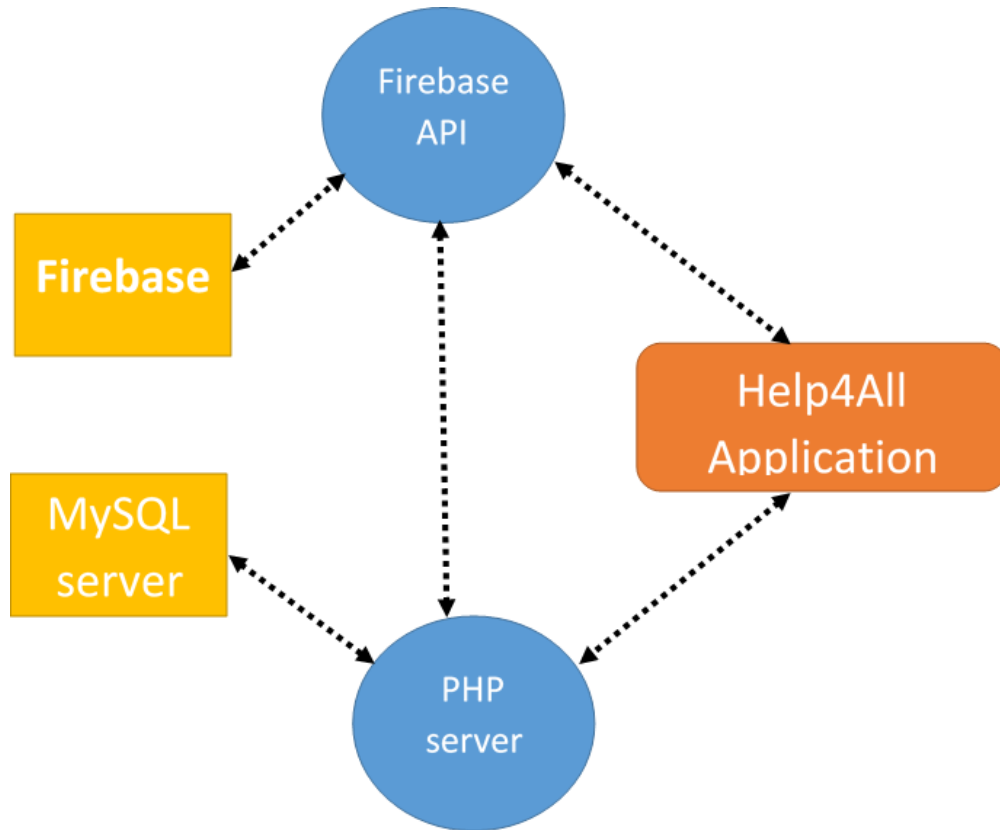 Firebase
API
Firebase
Help4All
Application
MySQL
server
PHP
server